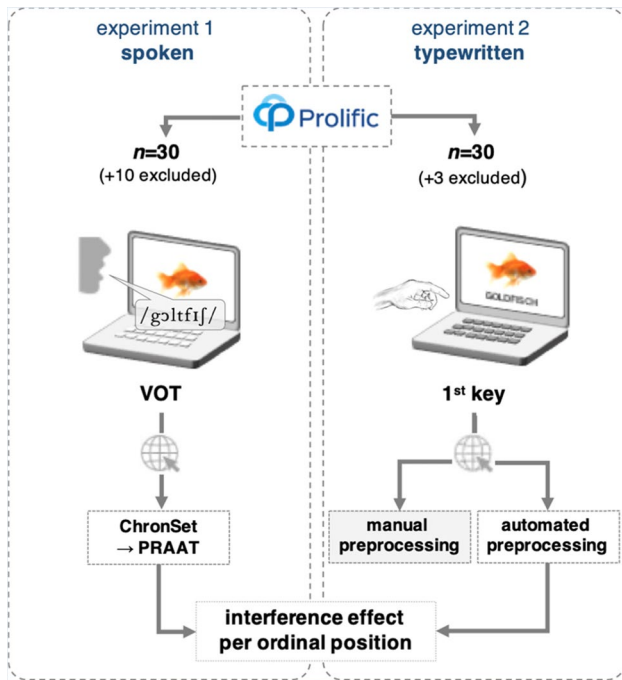 experiment 1
spoken
experiment 2
typewritten
Prolific
n=30
(+10 excluded)
n=30
(+3 excluded)
/gɔltfɪʃ/
GOLDFISCH
VOT
1st key
ChronSet
→ PRAAT
manual
preprocessing
automated
preprocessing
interference effect
per ordinal position